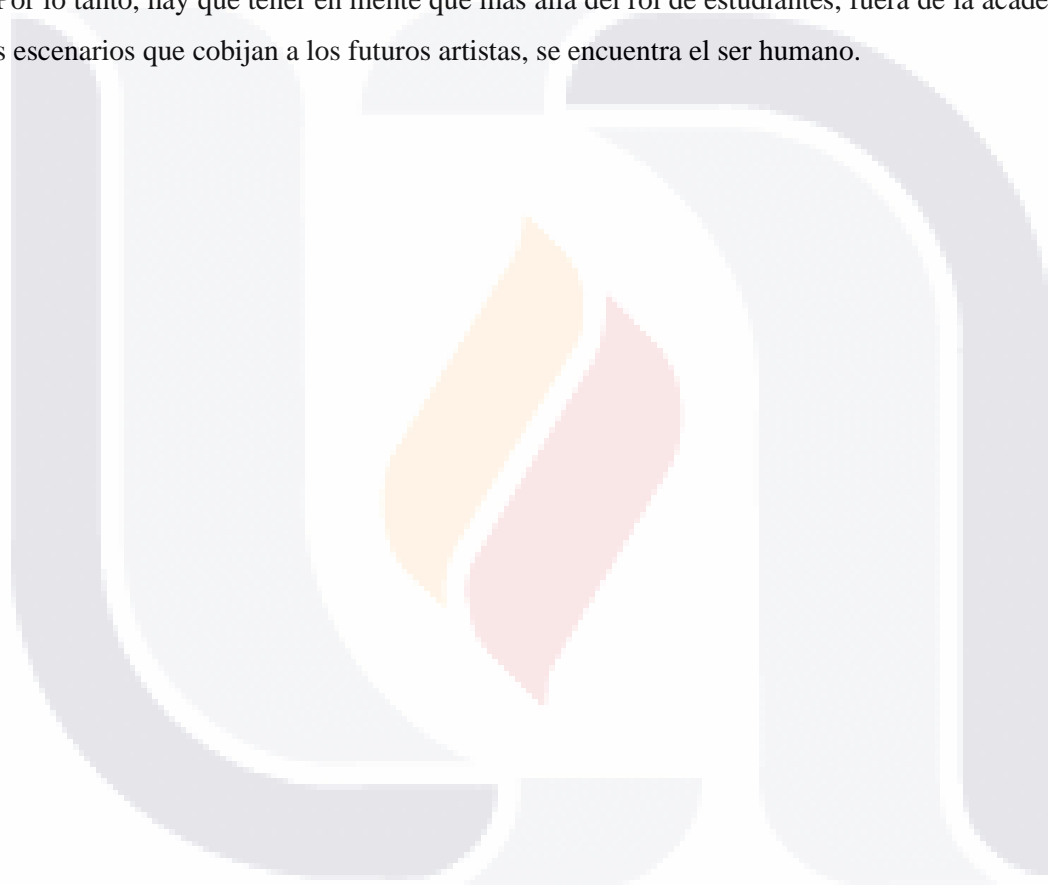 Por lo tanto, hay que tener en mente que más allá del rol de estudiantes, fuera de la
escenarios que cobijan a los futuros artistas, se encuentra el ser humano.